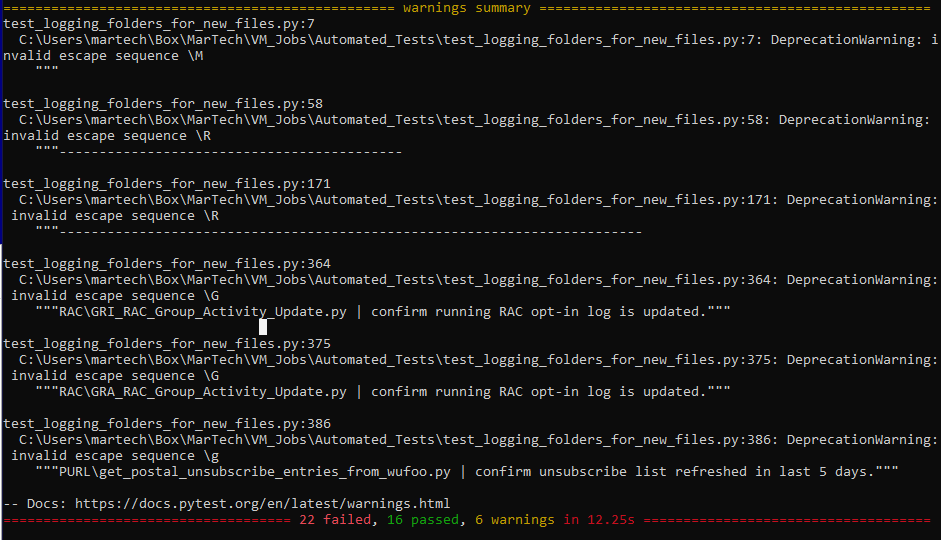 ================================================ warnings summary =================================================
test_logging_folders_for_new_files.py:7
  C:\Users\martech\Box\MarTech\VM_Jobs\Automated_Tests\test_logging_folders_for_new_files.py:7: DeprecationWarning: i
nvalid escape sequence \M
    """
test_logging_folders_for_new_files.py:58
  C:\Users\martech\Box\MarTech\VM_Jobs\Automated_Tests\test_logging_folders_for_new_files.py:58: DeprecationWarning:
invalid escape sequence \R
    """-------------------------------------------
test_logging_folders_for_new_files.py:171
  C:\Users\martech\Box\MarTech\VM_Jobs\Automated_Tests\test_logging_folders_for_new_files.py:171: DeprecationWarning:
 invalid escape sequence \R
    """-------------------------------------------------------------------------
test_logging_folders_for_new_files.py:364
  C:\Users\martech\Box\MarTech\VM_Jobs\Automated_Tests\test_logging_folders_for_new_files.py:364: DeprecationWarning:
 invalid escape sequence \G
    """RAC\GRI_RAC_Group_Activity_Update.py | confirm running RAC opt-in log is updated."""
test_logging_folders_for_new_files.py:375
  C:\Users\martech\Box\MarTech\VM_Jobs\Automated_Tests\test_logging_folders_for_new_files.py:375: DeprecationWarning:
 invalid escape sequence \G
    """RAC\GRA_RAC_Group_Activity_Update.py | confirm running RAC opt-in log is updated."""
test_logging_folders_for_new_files.py:386
  C:\Users\martech\Box\MarTech\VM_Jobs\Automated_Tests\test_logging_folders_for_new_files.py:386: DeprecationWarning:
 invalid escape sequence \g
    """PURL\get_postal_unsubscribe_entries_from_wufoo.py | confirm unsubscribe list refreshed in last 5 days."""
-- Docs: https://docs.pytest.org/en/latest/warnings.html
==================================== 22 failed, 16 passed, 6 warnings in 12.25s ====================================